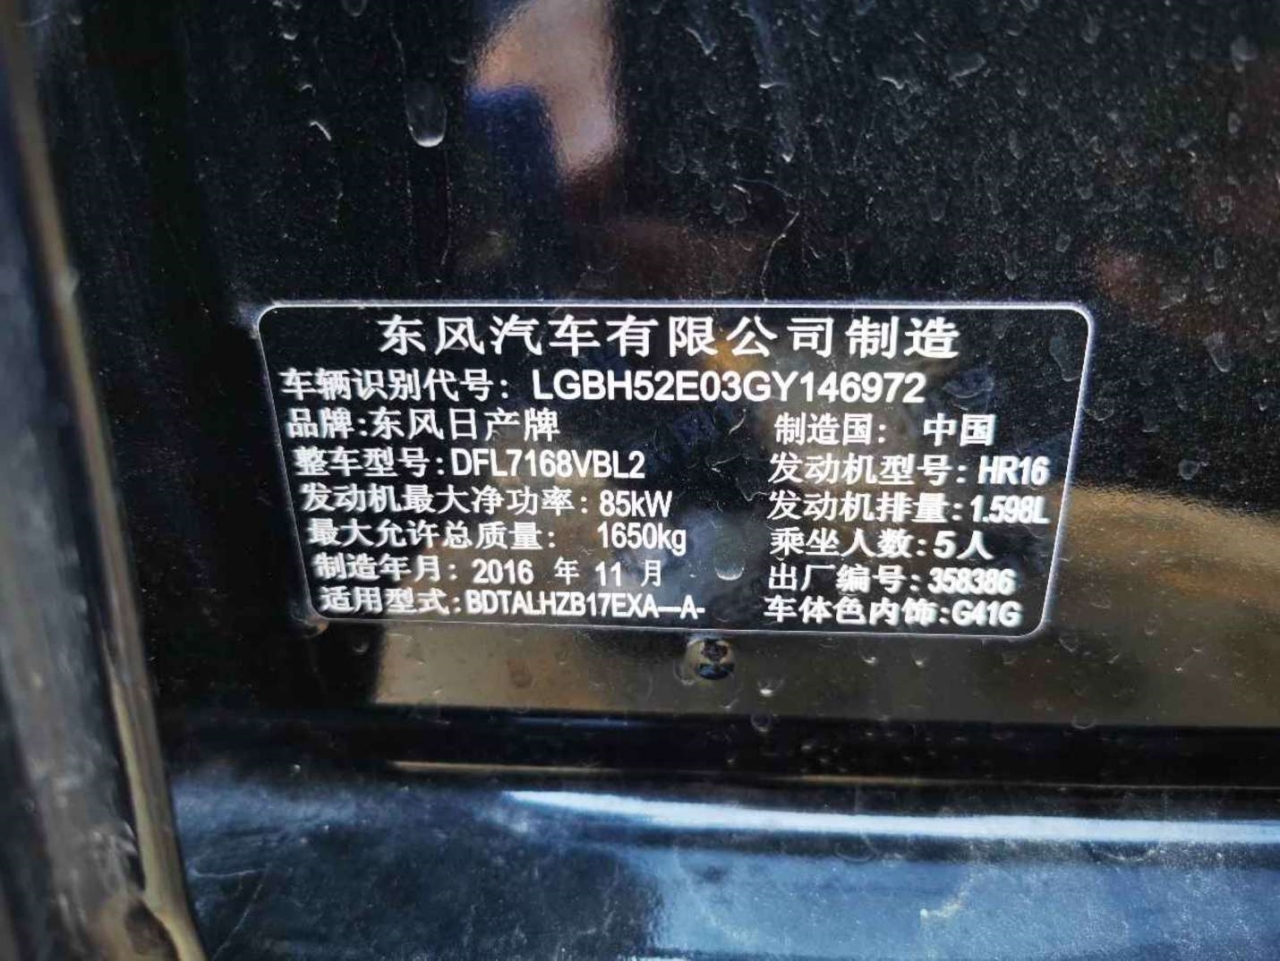 东风汽车有限公司制造
车辆识别代号: LGBH52E03GY146972
品牌:东风日产牌 制造国: 中国
整车型号:DFL7168VBL2 发动机型号:HR16
发动机最大净功率:85kW 发动机排量:1.598L
最大允许总质量: 1650kg 乘坐人数:5人
制造年月: 2016 年 11 月 出厂编号:358386
适用型式:BDTALHZB17EXA---A- 车体色内饰:G41G